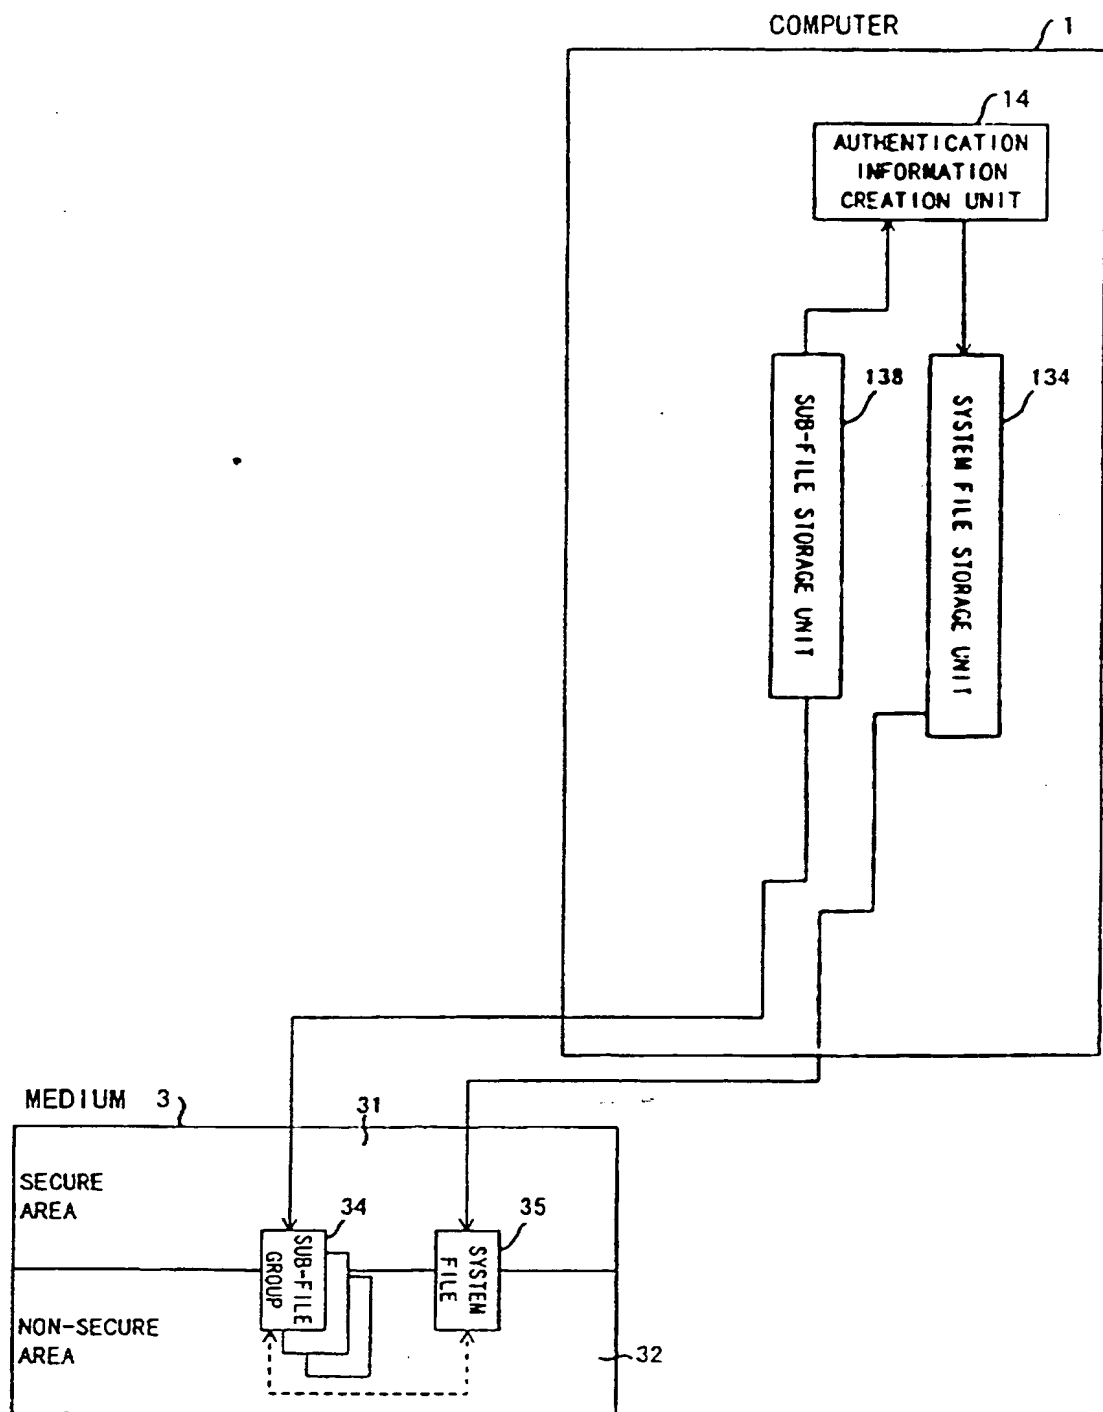 COMPUTER 1
14
AUTHENTICATION
INFORMATION
CREATION UNIT
138
SUB-FILE STORAGE UNIT
134
SYSTEM FILE STORAGE UNIT
MEDIUM 3
31
SECURE
AREA
34
SUB-FILE
GROUP
35
SYSTEM
FILE
NON-SECURE
AREA
32